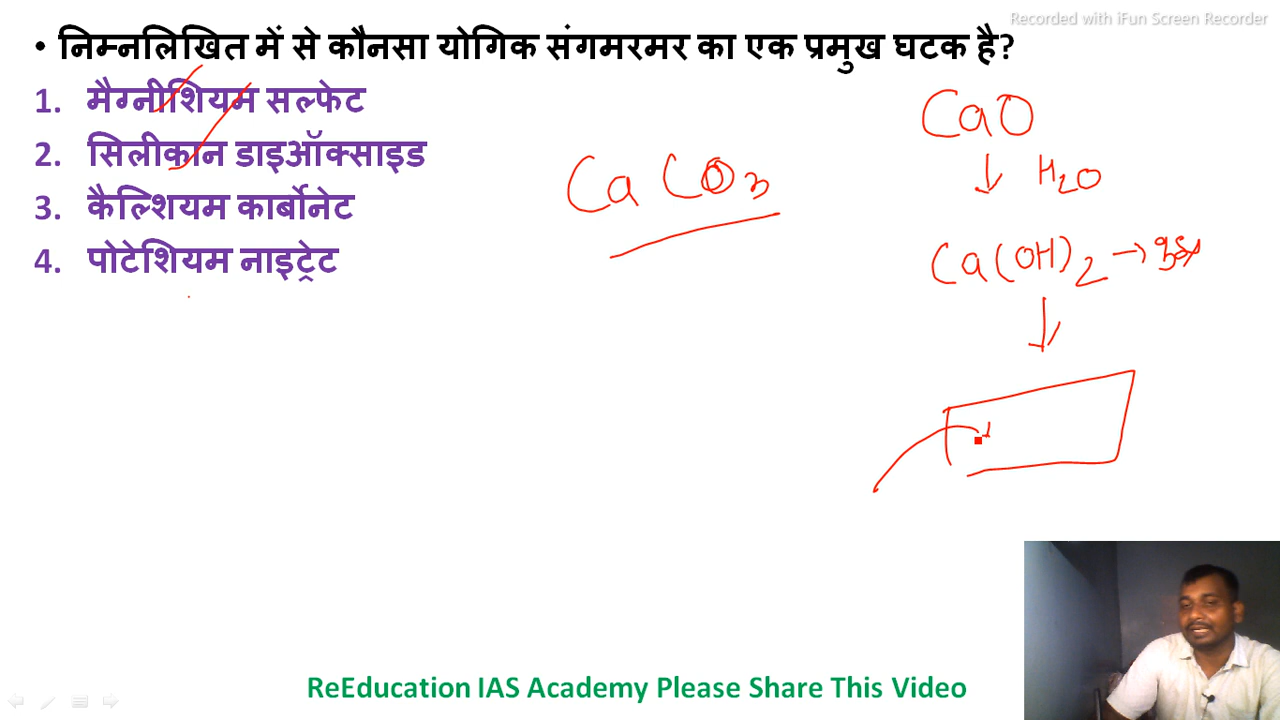 Recorded with iFun Screen Recorder
• निम्नलिखित में से कौनसा योगिक संगमरमर का एक प्रमुख घटक है?
1. मैग्नीशियम सल्फेट
2. सिलीकान डाइऑक्साइड
3. कैल्शियम कार्बोनेट
4. पोटेशियम नाइट्रेट
CaO
CaCO3
H2O
Ca(OH)2 →
ReEducation IAS Academy Please Share This Video